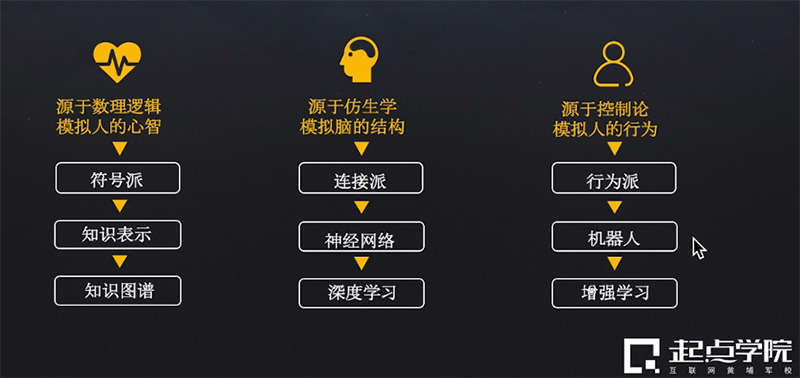 源于数理逻辑
模拟人的心智
符号派
知识表示
知识图谱
源于仿生学
模拟脑的结构
连接派
神经网络
深度学习
源于控制论
模拟人的行为
行为派
机器人
增强学习
起点学院
互联网黄埔军校